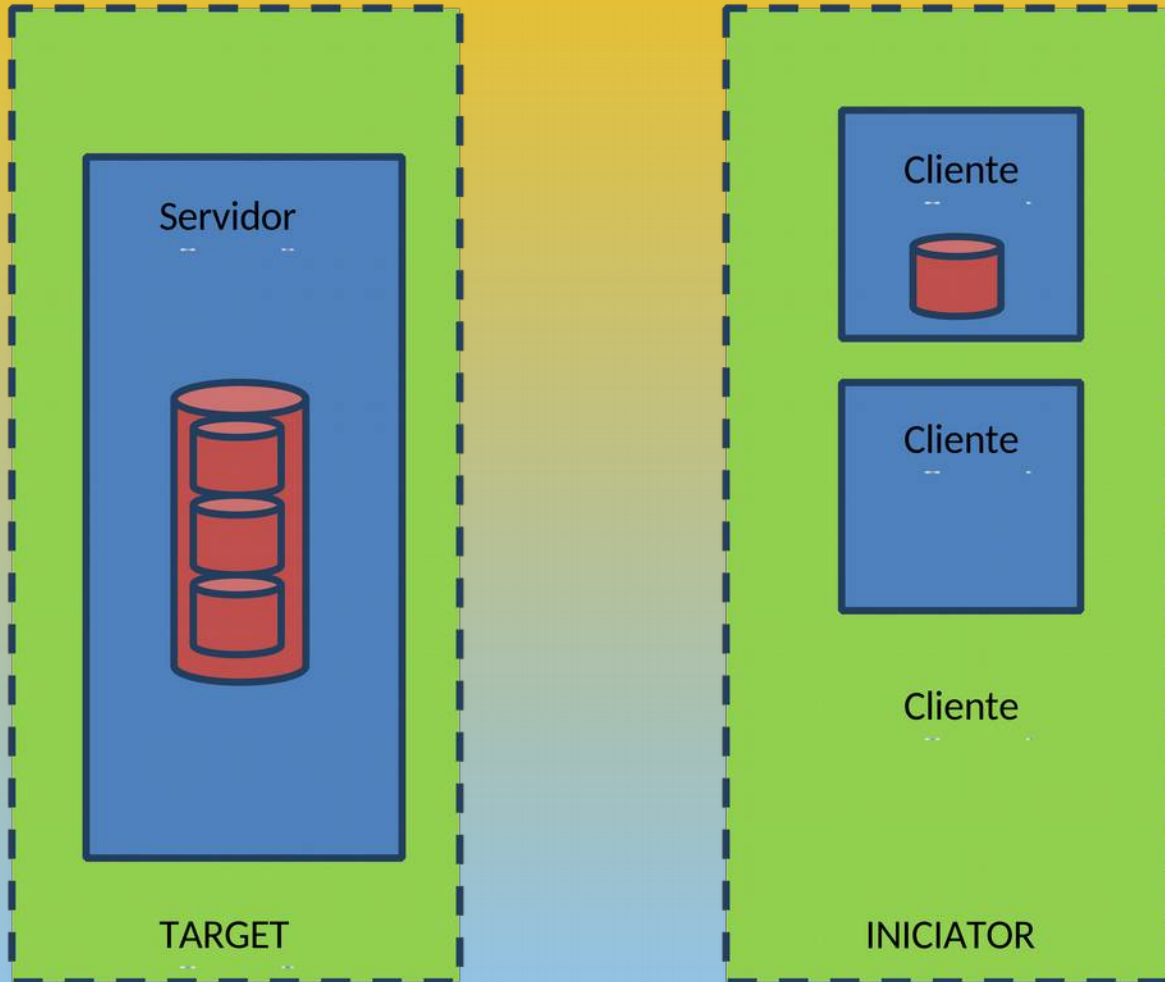 Servidor
TARGET
Cliente
Cliente
Cliente
INICIATOR